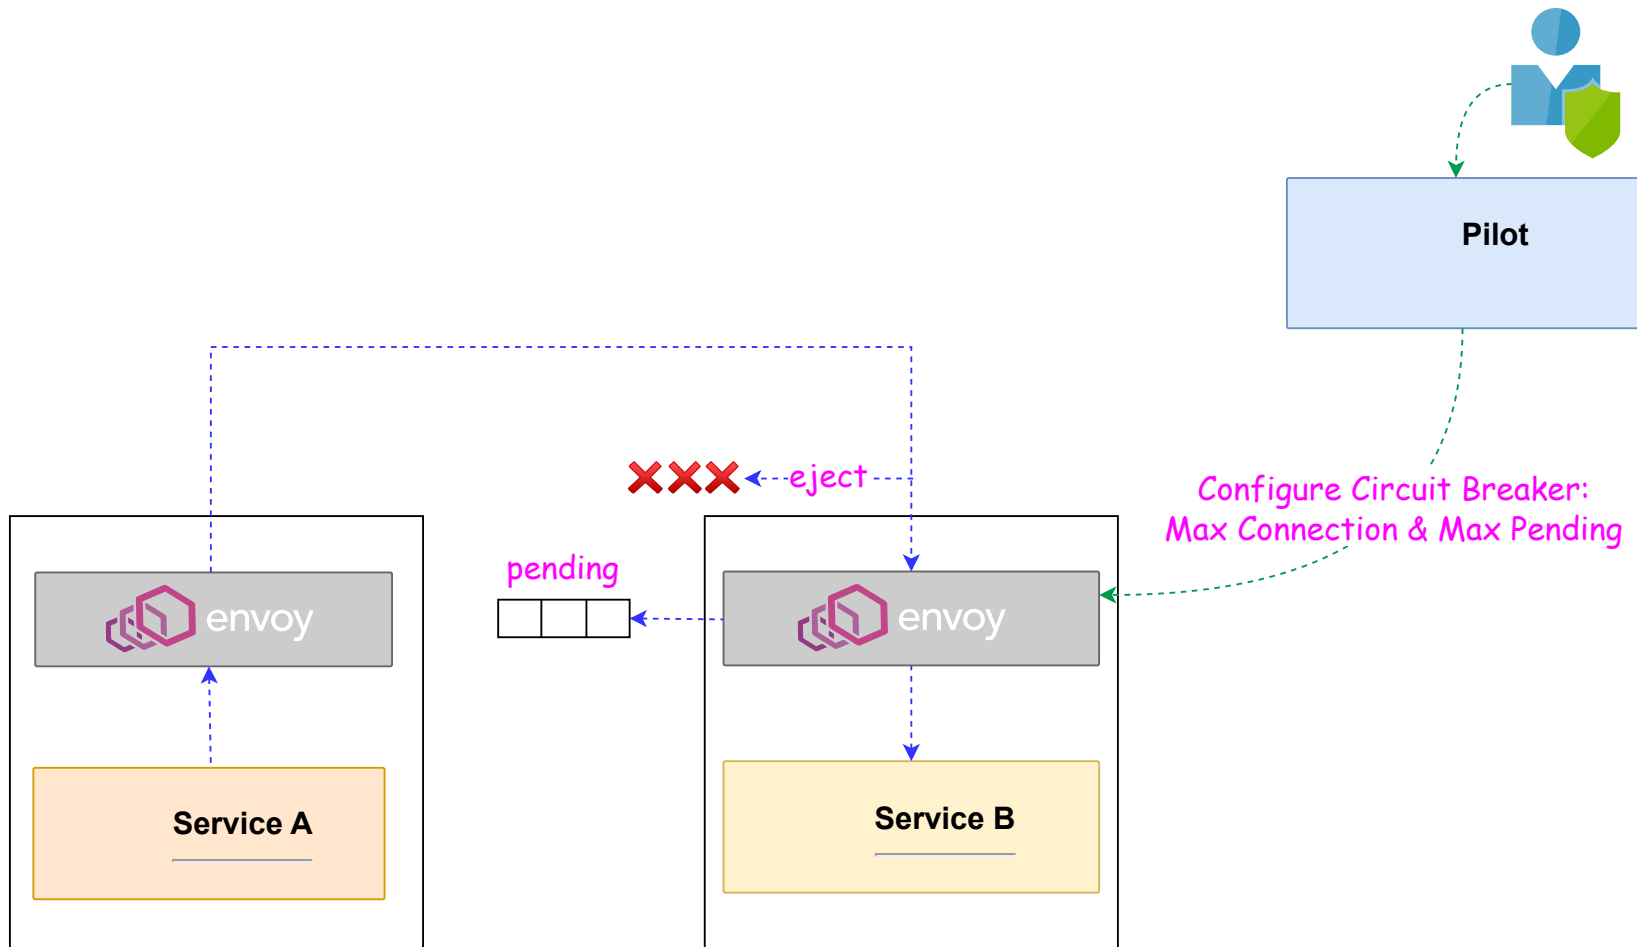 Pilot
eject
Configure Circuit Breaker:
Max Connection & Max Pending
pending
envoy
envoy
Service A
Service B